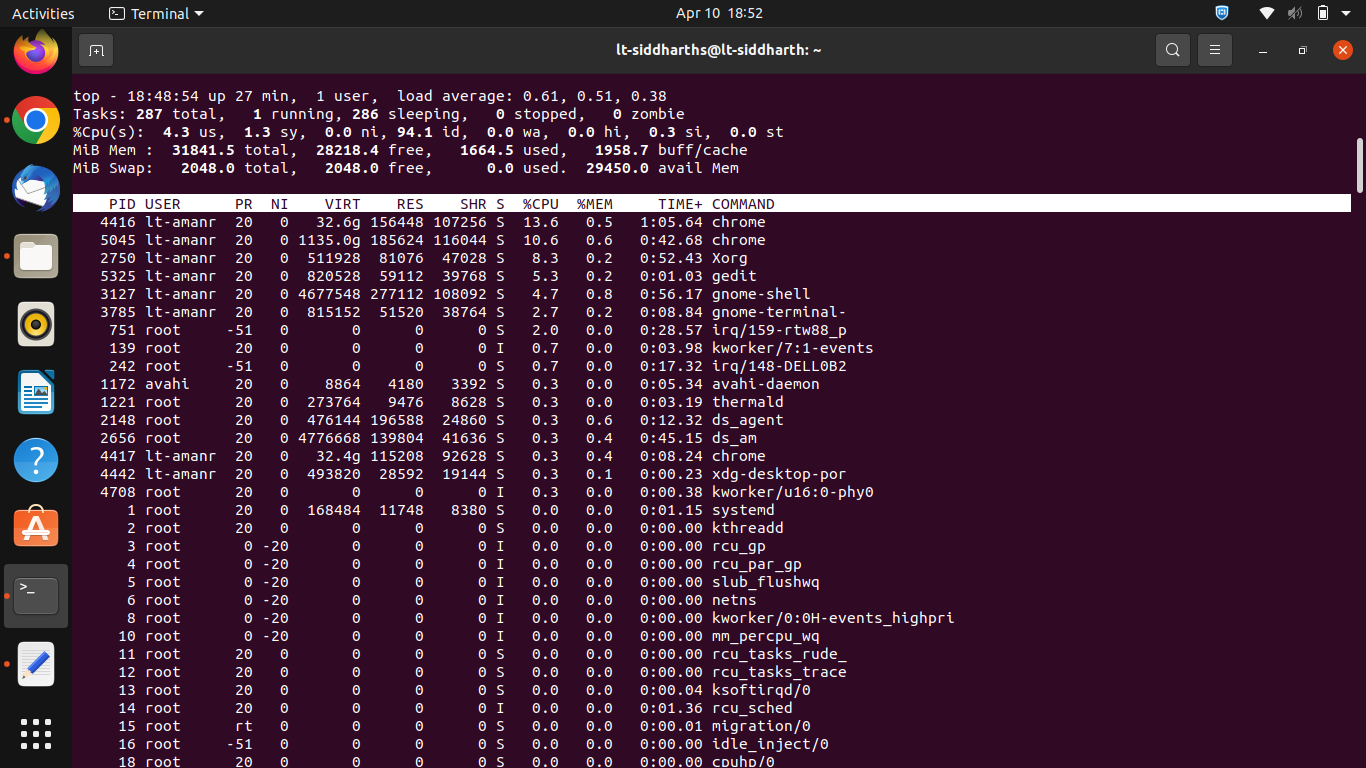 Activities
Terminal
Apr 10 18:52
lt-siddharths@lt-siddharth: ~
top - 18:48:54 up 27 min,  1 user,  load average: 0.61, 0.51, 0.38
Tasks: 287 total,   1 running, 286 sleeping,   0 stopped,   0 zombie
%Cpu(s):  4.3 us,  1.3 sy,  0.0 ni, 94.1 id,  0.0 wa,  0.0 hi,  0.3 si,  0.0 st
MiB Mem :  31841.5 total,  28218.4 free,   1664.5 used,   1958.7 buff/cache
MiB Swap:   2048.0 total,   2048.0 free,      0.0 used.  29450.0 avail Mem
PID USER PR NI VIRT RES SHR S %CPU %MEM TIME+ COMMAND
4416 lt-amanr 20 0 32.6g 156448 107256 S 13.6 0.5 1:05.64 chrome
5045 lt-amanr 20 0 1135.0g 185624 116044 S 10.6 0.6 0:42.68 chrome
2750 lt-amanr 20 0 511928 81076 47028 S 8.3 0.2 0:52.43 Xorg
5325 lt-amanr 20 0 820528 59112 39768 S 5.3 0.2 0:01.03 gedit
3127 lt-amanr 20 0 4677548 277112 108092 S 4.7 0.8 0:56.17 gnome-shell
3785 lt-amanr 20 0 815152 51520 38764 S 2.7 0.2 0:08.84 gnome-terminal-
751 root -51 0 0 0 0 S 2.0 0.0 0:28.57 irq/159-rtw88_p
139 root 20 0 0 0 0 I 0.7 0.0 0:03.98 kworker/7:1-events
242 root -51 0 0 0 0 S 0.7 0.0 0:17.32 irq/148-DELL0B2
1172 avahi 20 0 8864 4180 3392 S 0.3 0.0 0:05.34 avahi-daemon
1221 root 20 0 273764 9476 8628 S 0.3 0.0 0:03.19 thermald
2148 root 20 0 476144 196588 24860 S 0.3 0.6 0:12.32 ds_agent
2656 root 20 0 4776668 139804 41636 S 0.3 0.4 0:45.15 ds_am
4417 lt-amanr 20 0 32.4g 115208 92628 S 0.3 0.4 0:08.24 chrome
4442 lt-amanr 20 0 493820 28592 19144 S 0.3 0.1 0:00.23 xdg-desktop-por
4708 root 20 0 0 0 0 I 0.3 0.0 0:00.38 kworker/u16:0-phy0
1 root 20 0 168484 11748 8380 S 0.0 0.0 0:01.15 systemd
2 root 20 0 0 0 0 S 0.0 0.0 0:00.00 kthreadd
3 root 0 -20 0 0 0 I 0.0 0.0 0:00.00 rcu_gp
4 root 0 -20 0 0 0 I 0.0 0.0 0:00.00 rcu_par_gp
5 root 0 -20 0 0 0 I 0.0 0.0 0:00.00 slub_flushwq
6 root 0 -20 0 0 0 I 0.0 0.0 0:00.00 netns
8 root 0 -20 0 0 0 I 0.0 0.0 0:00.00 kworker/0:0H-events_highpri
10 root 0 -20 0 0 0 I 0.0 0.0 0:00.00 mm_percpu_wq
11 root 20 0 0 0 0 S 0.0 0.0 0:00.00 rcu_tasks_rude_
12 root 20 0 0 0 0 S 0.0 0.0 0:00.00 rcu_tasks_trace
13 root 20 0 0 0 0 S 0.0 0.0 0:00.04 ksoftirqd/0
14 root 20 0 0 0 0 I 0.0 0.0 0:01.36 rcu_sched
15 root rt 0 0 0 0 S 0.0 0.0 0:00.01 migration/0
16 root -51 0 0 0 0 S 0.0 0.0 0:00.00 idle_inject/0
18 root 20 0 0 0 0 S 0.0 0.0 0:00.00 cpuhp/0